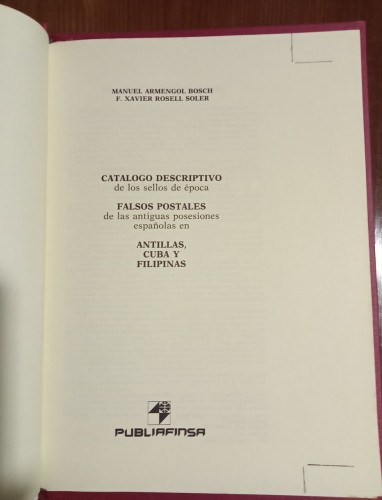 MANUEL ARMENGOL BOSCH
F. XAVIER ROSELL SOLER
CATALOGO DESCRIPTIVO
de los sellos de época
FALSOS POSTALES
de las antiguas posesiones
españolas en
ANTILLAS,
CUBA Y
FILIPINAS
PUBLIAFINSA